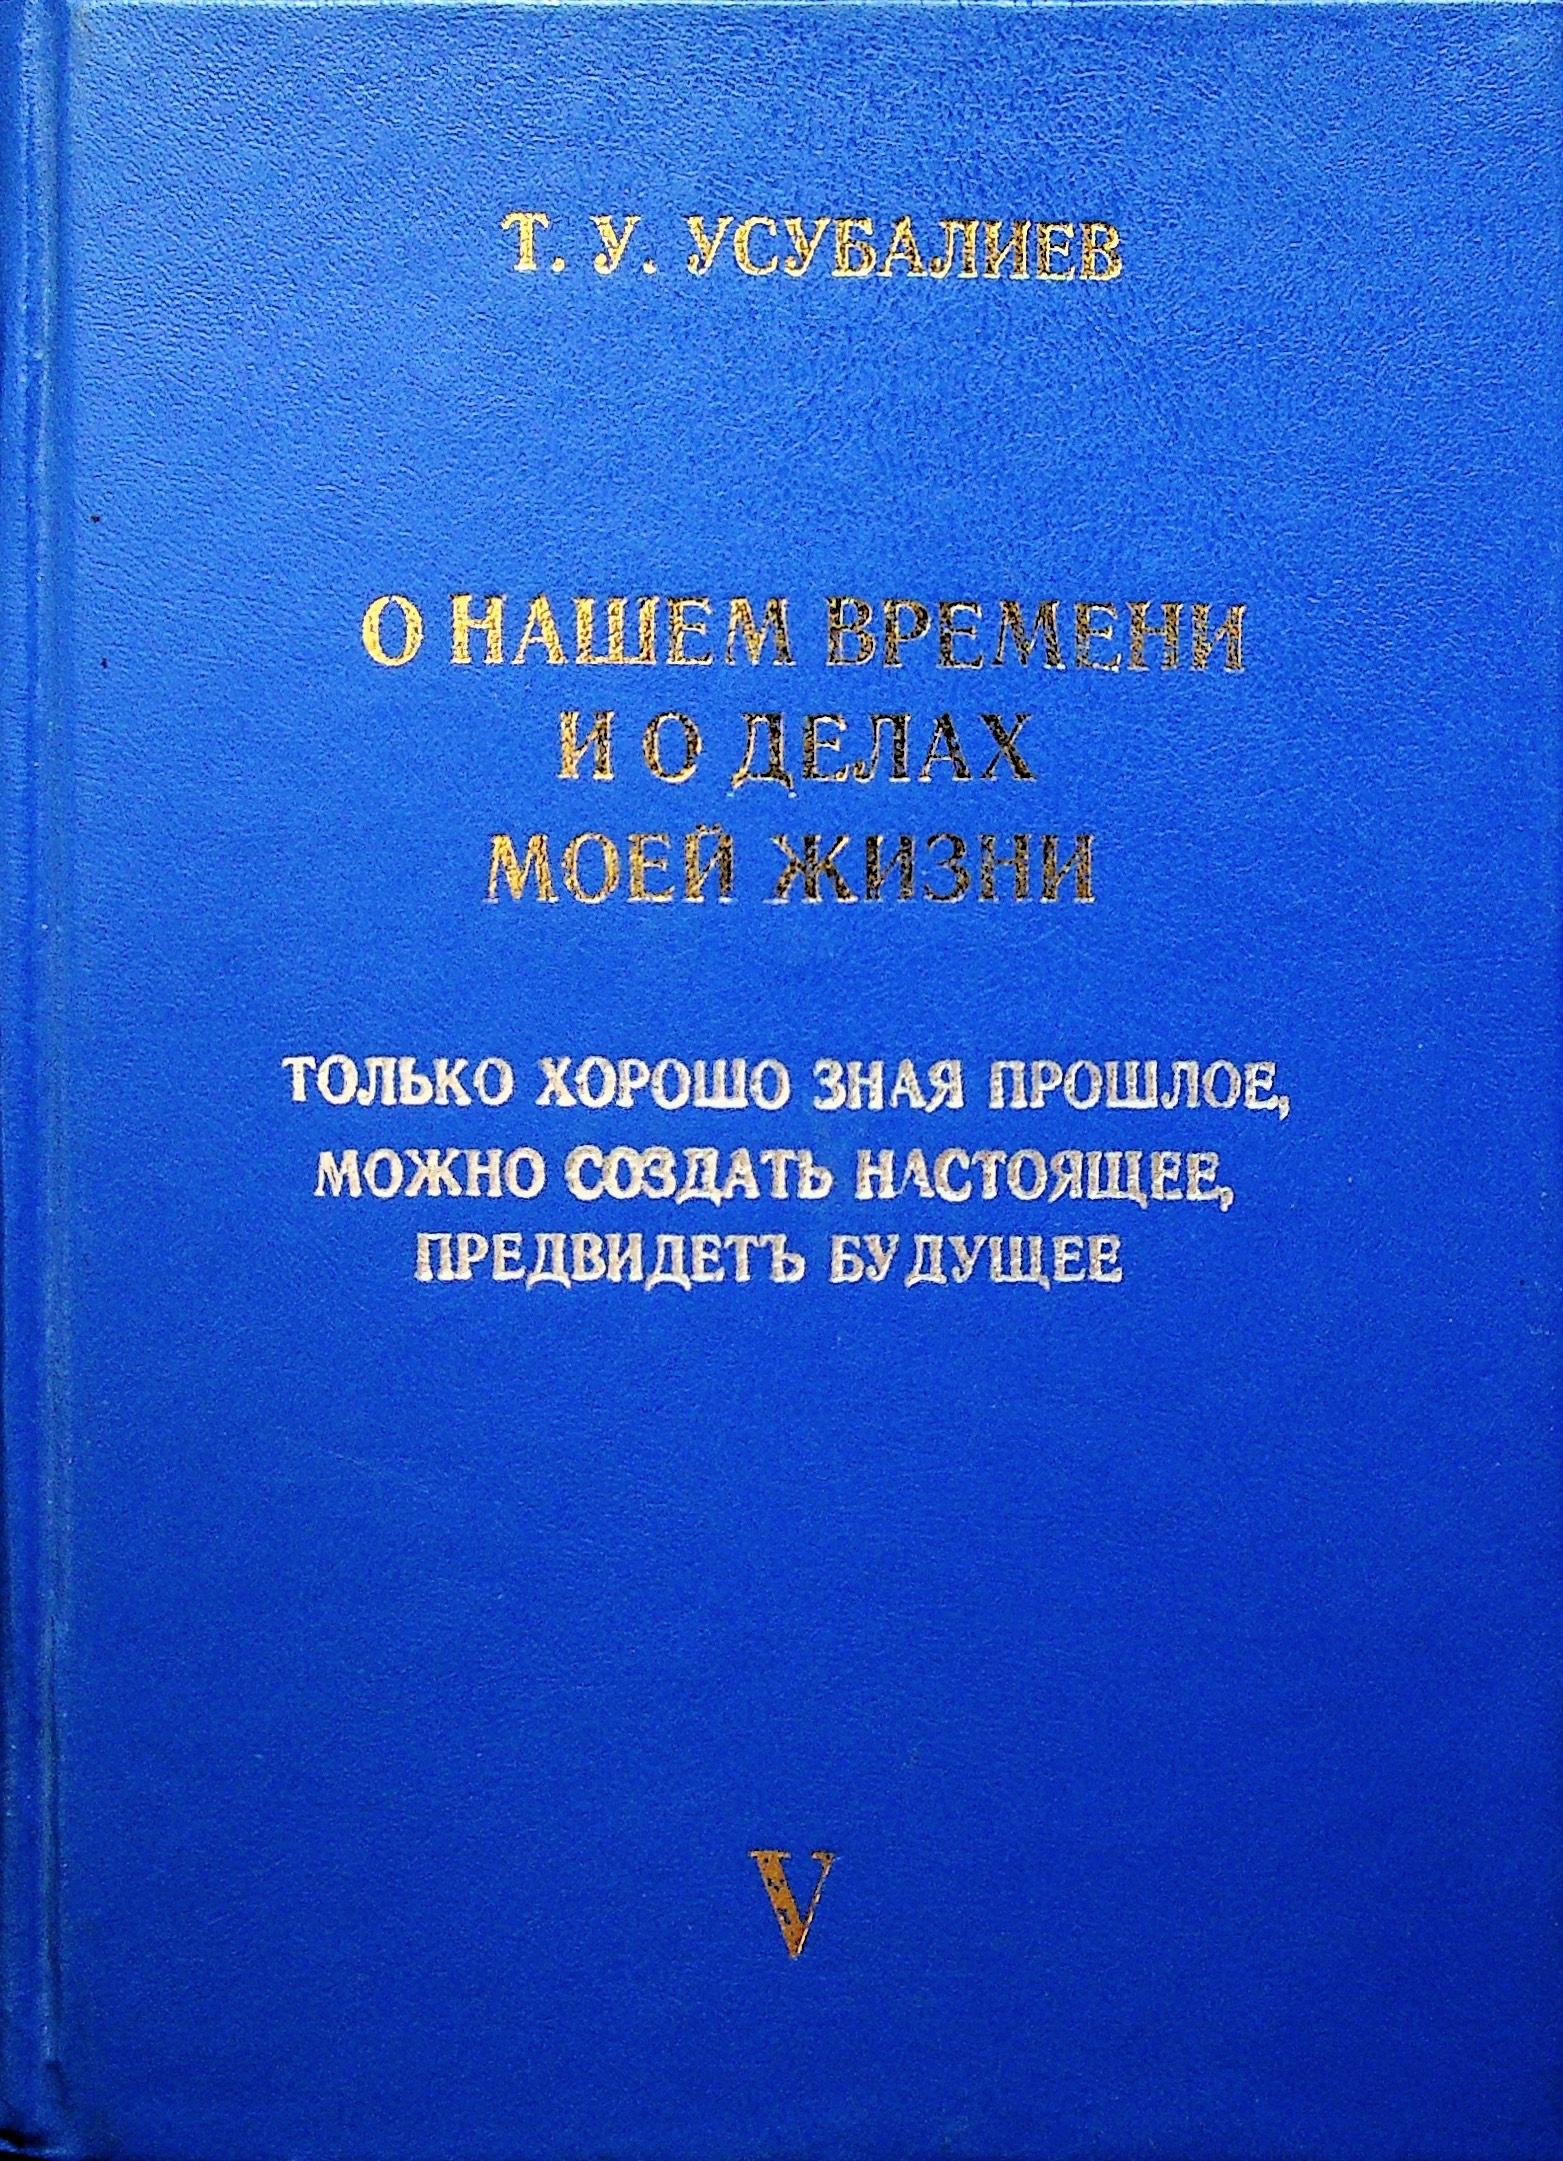 Т. У. УСУБАЛИЕВ
О НАШЕМ ВРЕМЕНИ
И О ДЕЛАХ
МОЕЙ ЖИЗНИ
ТОЛЬКО ХОРОШО ЗНАЯ ПРОШЛОЕ,
МОЖНО СОЗДАТЬ НАСТОЯЩЕЕ,
ПРЕДВИДЕТЪ БУДУЩЕЕ
V